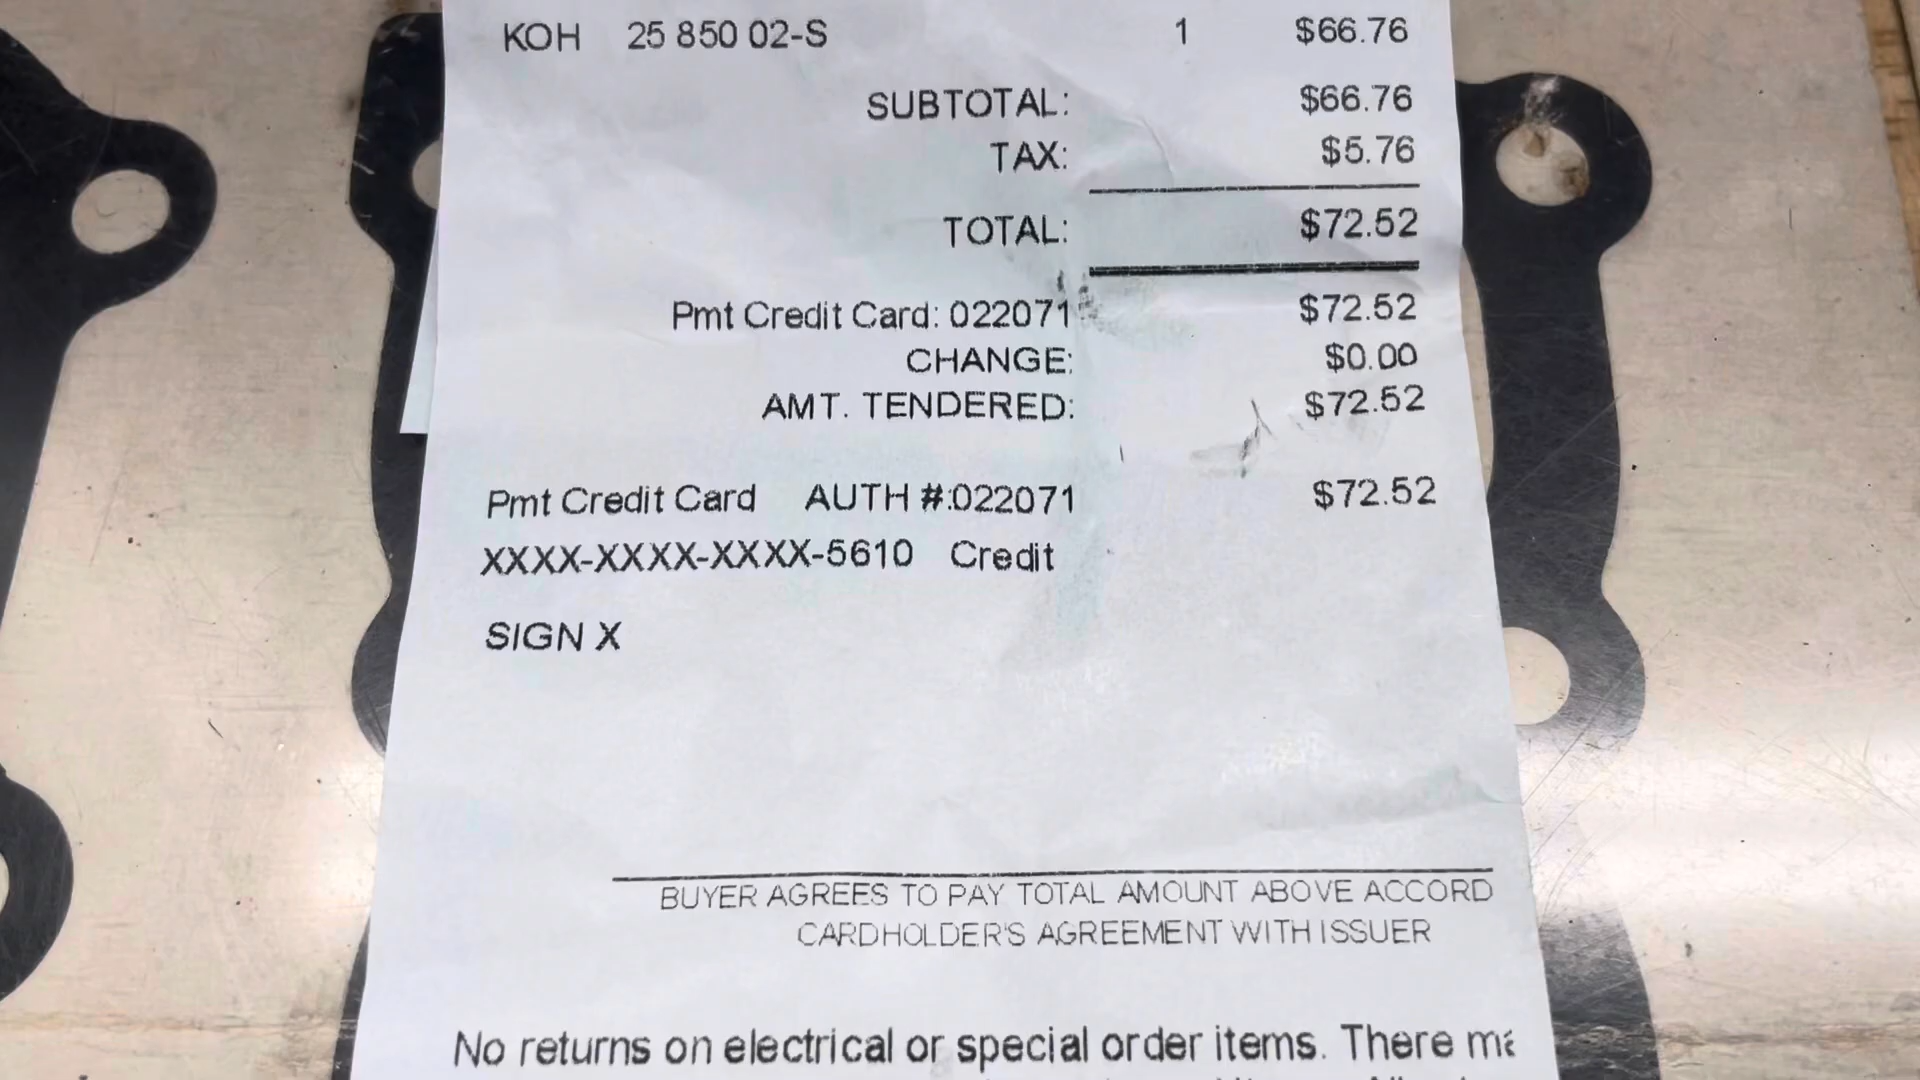 KOH 25 850 02-S 1 $66.76
SUBTOTAL: $66.76
TAX: $5.76
TOTAL: $72.52
Pmt Credit Card: 022071 $72.52
CHANGE: $0.00
AMT. TENDERED: $72.52
Pmt Credit Card AUTH #:022071 $72.52
XXXX-XXXX-XXXX-5610 Credit
SIGN X
BUYER AGREES TO PAY TOTAL AMOUNT ABOVE ACCORD
CARDHOLDER'S AGREEMENT WITH ISSUER
No returns on electrical or special order items. There